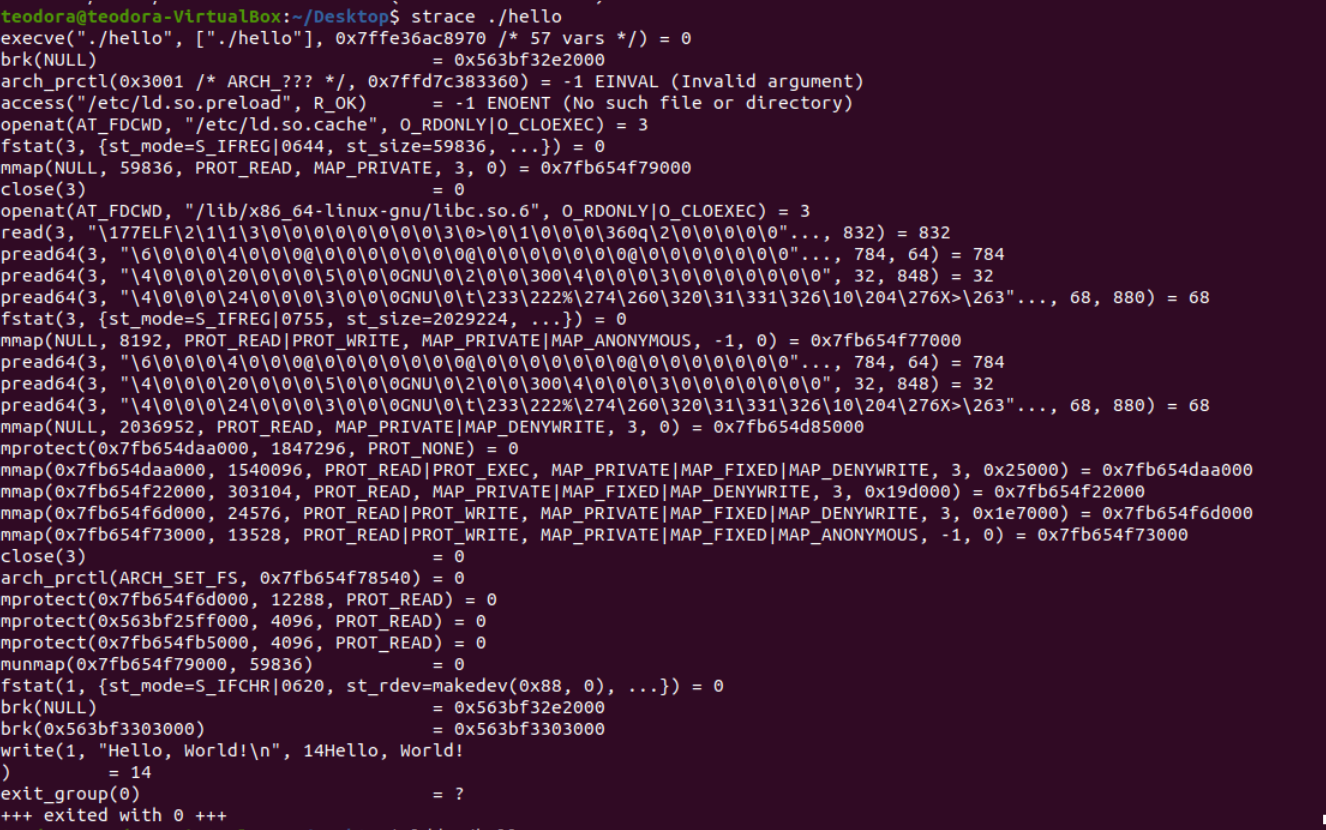 teodora@teodora-VirtualBox:~/Desktop$ strace ./hello
execve("./hello", ["./hello"], 0x7ffe36ac8970 /* 57 vars */) = 0
brk(NULL)                               = 0x563bf32e2000
arch_prctl(0x3001 /* ARCH_??? */, 0x7ffd7c383360) = -1 EINVAL (Invalid argument)
access("/etc/ld.so.preload", R_OK)      = -1 ENOENT (No such file or directory)
openat(AT_FDCWD, "/etc/ld.so.cache", O_RDONLY|O_CLOEXEC) = 3
fstat(3, {st_mode=S_IFREG|0644, st_size=59836, ...}) = 0
mmap(NULL, 59836, PROT_READ, MAP_PRIVATE, 3, 0) = 0x7fb654f79000
close(3)                                = 0
openat(AT_FDCWD, "/lib/x86_64-linux-gnu/libc.so.6", O_RDONLY|O_CLOEXEC) = 3
read(3, "\177ELF\2\1\1\3\0\0\0\0\0\0\0\0\3\0>\0\1\0\0\0\360q\2\0\0\0\0\0"..., 832) = 832
pread64(3, "\6\0\0\0\4\0\0\0@\0\0\0\0\0\0\0@\0\0\0\0\0\0\0@\0\0\0\0\0\0\0"..., 784, 64) = 784
pread64(3, "\4\0\0\0\20\0\0\0\5\0\0\0GNU\0\2\0\0\300\4\0\0\0\3\0\0\0\0\0\0\0", 32, 848) = 32
pread64(3, "\4\0\0\0\24\0\0\0\3\0\0\0GNU\0\t\233\222%\274\260\320\31\331\326\10\204\276X>\263"..., 68, 880) = 68
fstat(3, {st_mode=S_IFREG|0755, st_size=2029224, ...}) = 0
mmap(NULL, 8192, PROT_READ|PROT_WRITE, MAP_PRIVATE|MAP_ANONYMOUS, -1, 0) = 0x7fb654f77000
pread64(3, "\6\0\0\0\4\0\0\0@\0\0\0\0\0\0\0@\0\0\0\0\0\0\0@\0\0\0\0\0\0\0"..., 784, 64) = 784
pread64(3, "\4\0\0\0\20\0\0\0\5\0\0\0GNU\0\2\0\0\300\4\0\0\0\3\0\0\0\0\0\0\0", 32, 848) = 32
pread64(3, "\4\0\0\0\24\0\0\0\3\0\0\0GNU\0\t\233\222%\274\260\320\31\331\326\10\204\276X>\263"..., 68, 880) = 68
mmap(NULL, 2036952, PROT_READ, MAP_PRIVATE|MAP_DENYWRITE, 3, 0) = 0x7fb654d85000
mprotect(0x7fb654daa000, 1847296, PROT_NONE) = 0
mmap(0x7fb654daa000, 1540096, PROT_READ|PROT_EXEC, MAP_PRIVATE|MAP_FIXED|MAP_DENYWRITE, 3, 0x25000) = 0x7fb654daa000
mmap(0x7fb654f22000, 303104, PROT_READ, MAP_PRIVATE|MAP_FIXED|MAP_DENYWRITE, 3, 0x19d000) = 0x7fb654f22000
mmap(0x7fb654f6d000, 24576, PROT_READ|PROT_WRITE, MAP_PRIVATE|MAP_FIXED|MAP_DENYWRITE, 3, 0x1e7000) = 0x7fb654f6d000
mmap(0x7fb654f73000, 13528, PROT_READ|PROT_WRITE, MAP_PRIVATE|MAP_FIXED|MAP_ANONYMOUS, -1, 0) = 0x7fb654f73000
close(3)                                = 0
arch_prctl(ARCH_SET_FS, 0x7fb654f78540) = 0
mprotect(0x7fb654f6d000, 12288, PROT_READ) = 0
mprotect(0x563bf25ff000, 4096, PROT_READ) = 0
mprotect(0x7fb654fb5000, 4096, PROT_READ) = 0
munmap(0x7fb654f79000, 59836)           = 0
fstat(1, {st_mode=S_IFCHR|0620, st_rdev=makedev(0x88, 0), ...}) = 0
brk(NULL)                               = 0x563bf32e2000
brk(0x563bf3303000)                     = 0x563bf3303000
write(1, "Hello, World!\n", 14Hello, World!
)         = 14
exit_group(0)                           = ?
+++ exited with 0 +++